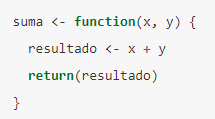 suma <- function(x, y) {
  resultado <- x + y
  return(resultado)
}